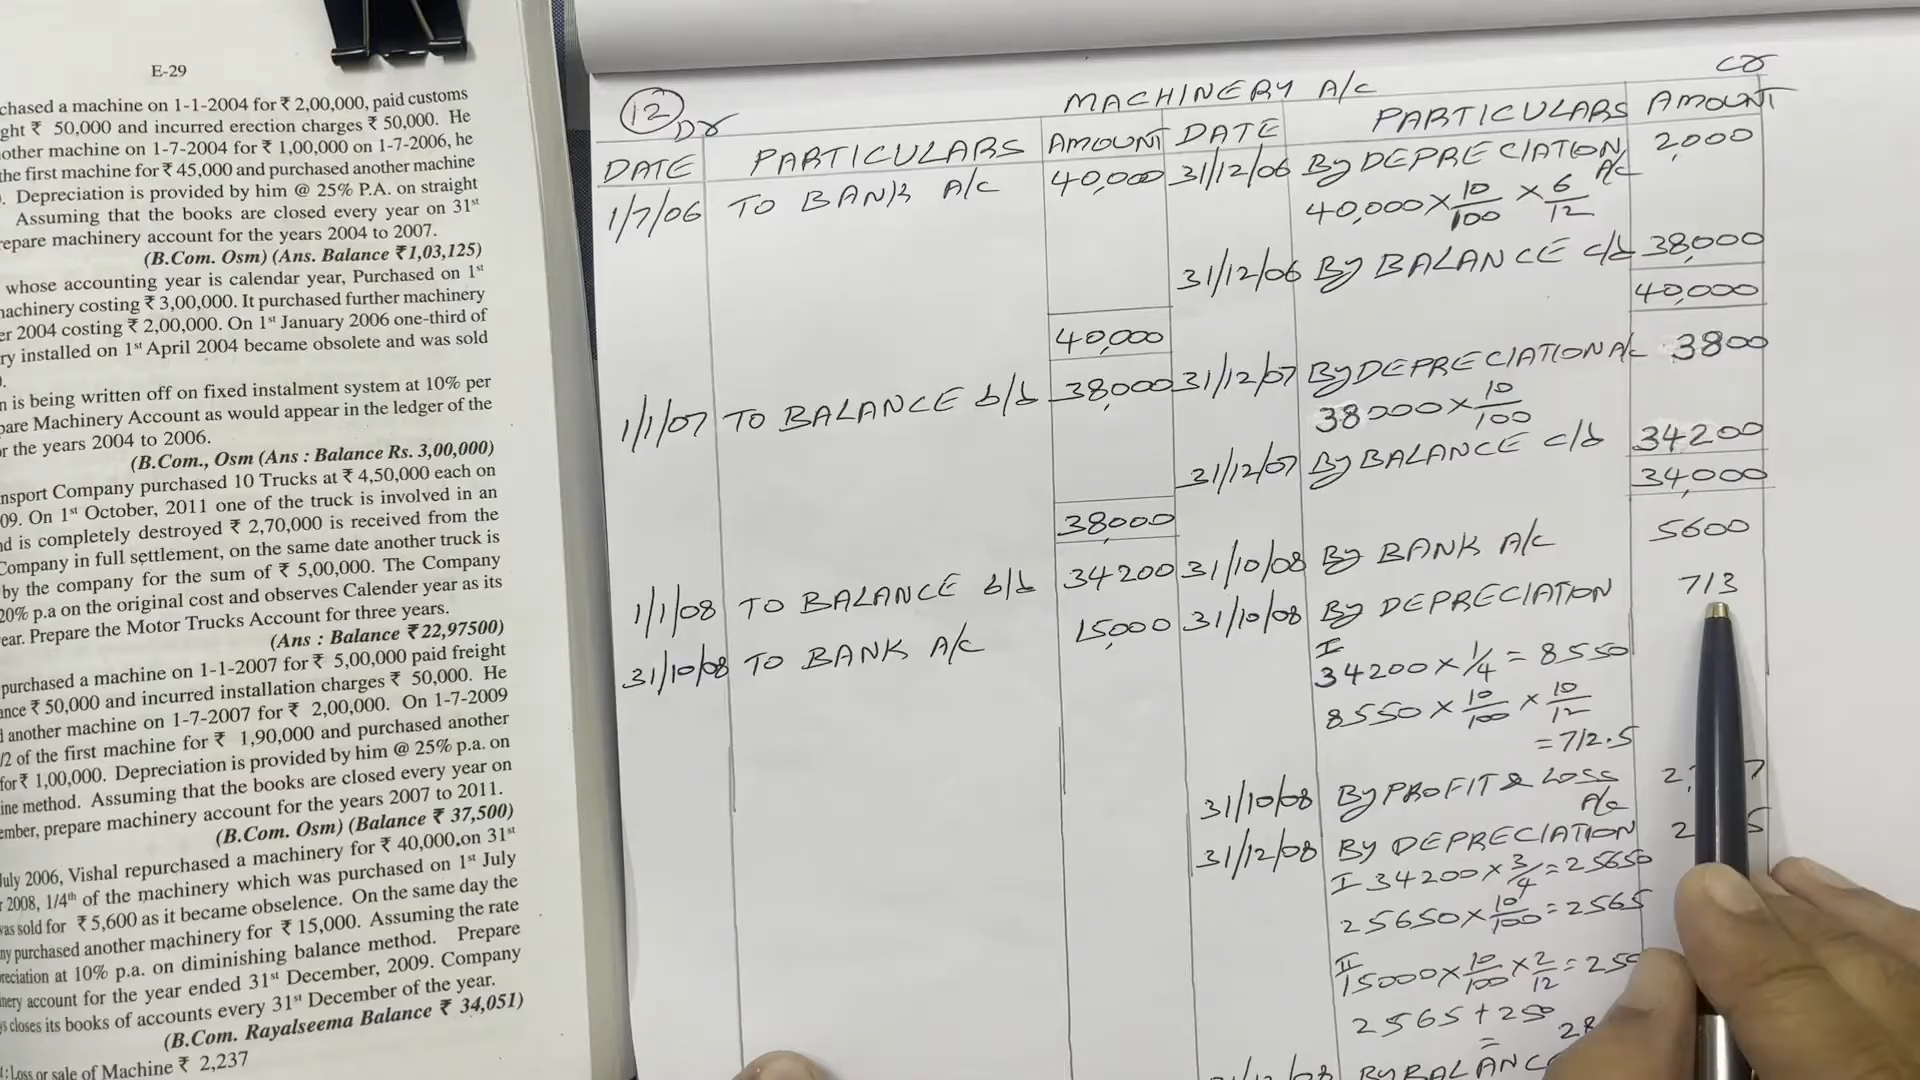 E-29
chased a machine on 1-1-2004 for ₹ 2,00,000, paid customs
ght ₹ 50,000 and incurred erection charges ₹ 50,000. He
other machine on 1-7-2004 for ₹ 1,00,000 on 1-7-2006, he
the first machine for ₹ 45,000 and purchased another machine
. Depreciation is provided by him @ 25% P.A. on straight
Assuming that the books are closed every year on 31st
repare machinery account for the years 2004 to 2007.
(B.Com. Osm) (Ans. Balance ₹1,03,125)
whose accounting year is calendar year, Purchased on 1st
achinery costing ₹ 3,00,000. It purchased further machinery
er 2004 costing ₹ 2,00,000. On 1st January 2006 one-third of
ry installed on 1st April 2004 became obsolete and was sold
).
n is being written off on fixed instalment system at 10% per
pare Machinery Account as would appear in the ledger of the
r the years 2004 to 2006.
(B.Com., Osm (Ans : Balance Rs. 3,00,000)
nsport Company purchased 10 Trucks at ₹ 4,50,000 each on
09. On 1st October, 2011 one of the truck is involved in an
nd is completely destroyed ₹ 2,70,000 is received from the
Company in full settlement, on the same date another truck is
by the company for the sum of ₹ 5,00,000. The Company
20% p.a on the original cost and observes Calender year as its
ear. Prepare the Motor Trucks Account for three years.
(Ans : Balance ₹22,97500)
purchased a machine on 1-1-2007 for ₹ 5,00,000 paid freight
ance ₹ 50,000 and incurred installation charges ₹ 50,000. He
d another machine on 1-7-2007 for ₹ 2,00,000. On 1-7-2009
/2 of the first machine for ₹ 1,90,000 and purchased another
for ₹ 1,00,000. Depreciation is provided by him @ 25% p.a. on
ine method. Assuming that the books are closed every year on
ember, prepare machinery account for the years 2007 to 2011.
(B.Com. Osm) (Balance ₹ 37,500)
July 2006, Vishal repurchased a machinery for ₹ 40,000.on 31st
r 2008, 1/4th of the machinery which was purchased on 1st July
was sold for ₹ 5,600 as it became obselence. On the same day the
ny purchased another machinery for ₹ 15,000. Assuming the rate
reciation at 10% p.a. on diminishing balance method. Prepare
inery account for the year ended 31st December, 2009. Company
ys closes its books of accounts every 31st December of the year.
(B.Com. Rayalseema Balance ₹ 34,051)
: Loss or sale of Machine ₹ 2,237
12 Dr MACHINERY A/c Cr
DATE PARTICULARS AMOUNT DATE PARTICULARS AMOUNT
1/7/06 TO BANK A/c 40,000 31/12/06 By DEPRECIATION A/c 2,000
40,000 × 10/100 × 6/12
31/12/06 By BALANCE c/d 38,000
40,000 40,000
1/1/07 TO BALANCE b/d 38,000 31/12/07 By DEPRECIATION A/c 3800
38000 × 10/100
31/12/07 By BALANCE c/d 34200
38,000 34,000
1/1/08 TO BALANCE b/d 34200 31/10/08 By BANK A/c 5600
31/10/08 TO BANK A/c 15,000 31/10/08 By DEPRECIATION 713
I
34200 × 1/4 = 8550
8550 × 10/100 × 10/12
= 712.5
31/10/08 By PROFIT & LOSS A/c
31/12/08 By DEPRECIATION
I 34200 × 3/4 = 25650
25650 × 10/100 = 2565
II
15000 × 10/100 × 2/12 = 250
2565 + 250
=
31/12/08 By BALANC